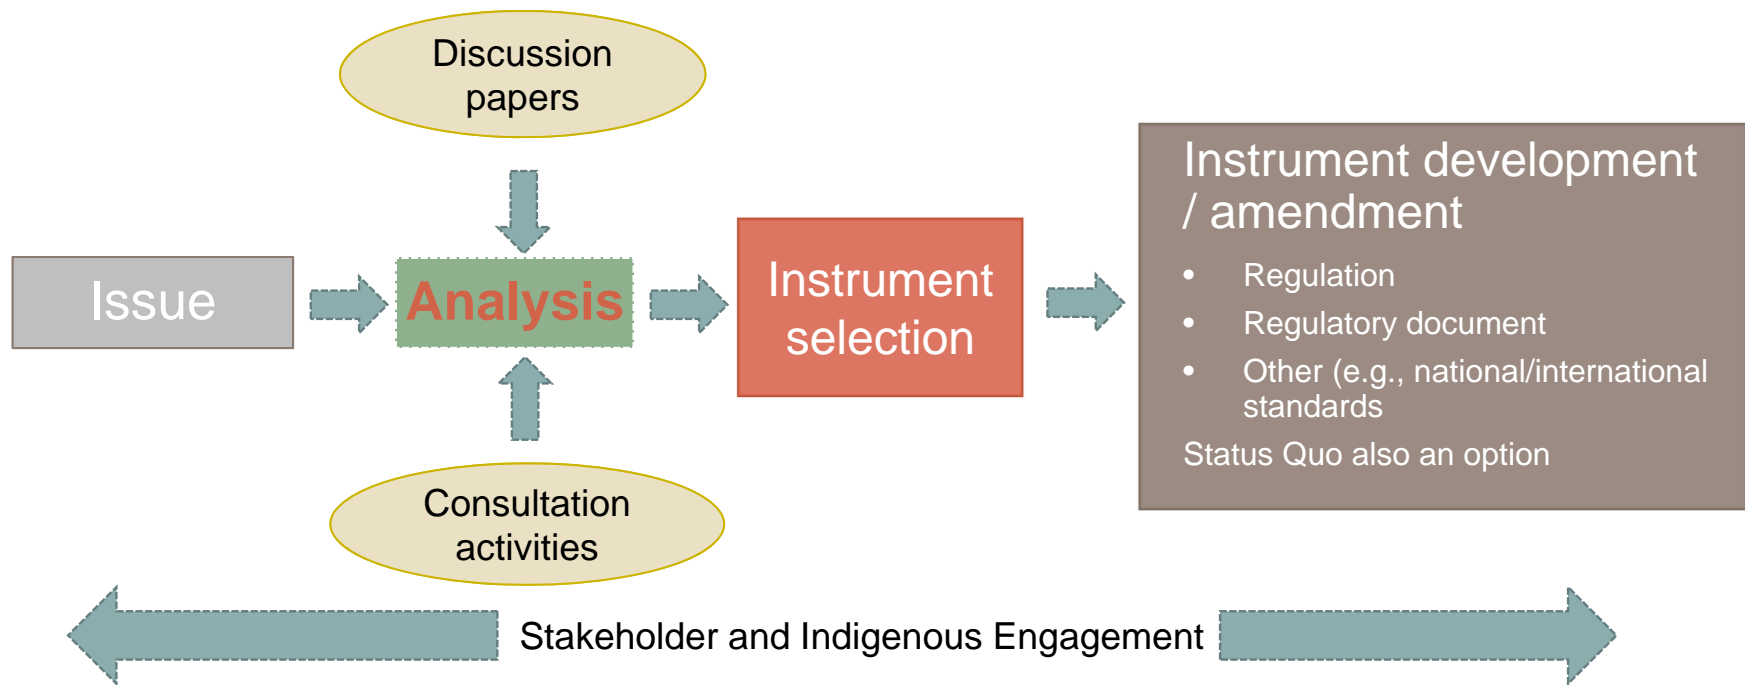 Discussion
papers
Issue
Analysis
Instrument
selection
Instrument development
/ amendment
• Regulation
• Regulatory document
• Other (e.g., national/international
standards
Status Quo also an option
Consultation
activities
Stakeholder and Indigenous Engagement